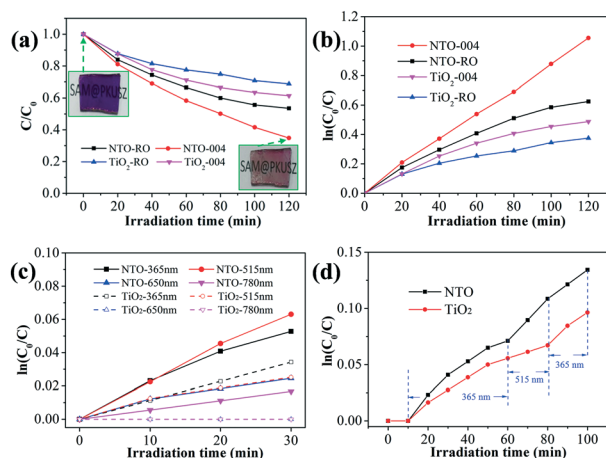 (a)
1.0
0.8
0.6
0.4
0.2
0.0
C/C₀
SAM@PKUSZ
SAM@PKUSZ
NTO-RO
NTO-004
TiO₂-RO
TiO₂-004
0 20 40 60 80 100 120
Irradiation time (min)
(b)
1.2
1.0
0.8
0.6
0.4
0.2
0.0
ln(C₀/C)
NTO-004
NTO-RO
TiO₂-004
TiO₂-RO
0 20 40 60 80 100 120
Irradiation time (min)
(c)
0.10
0.08
0.06
0.04
0.02
0.00
ln(C₀/C)
NTO-365nm NTO-515nm
NTO-650nm NTO-780nm
TiO₂-365nm TiO₂-515nm
TiO₂-650nm TiO₂-780nm
0 10 20 30
Irradiation time (min)
(d)
0.15
0.10
0.05
0.00
ln(C₀/C)
NTO
TiO₂
365 nm
515 nm
365 nm
0 20 40 60 80 100
Irradiation time (min)